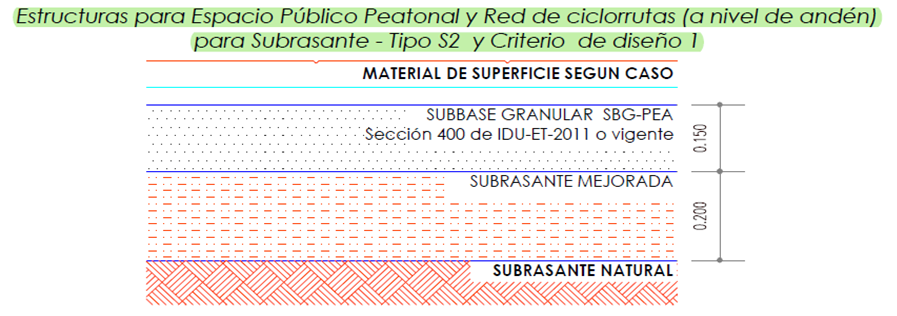 Estructuras para Espacio Público Peatonal y Red de ciclorrutas (a nivel de andén)
para Subrasante - Tipo S2 y Criterio de diseño 1
MATERIAL DE SUPERFICIE SEGUN CASO
SUBBASE GRANULAR SBG-PEA
Sección 400 de IDU-ET-2011 o vigente
0.150
SUBRASANTE MEJORADA
0.200
SUBRASANTE NATURAL